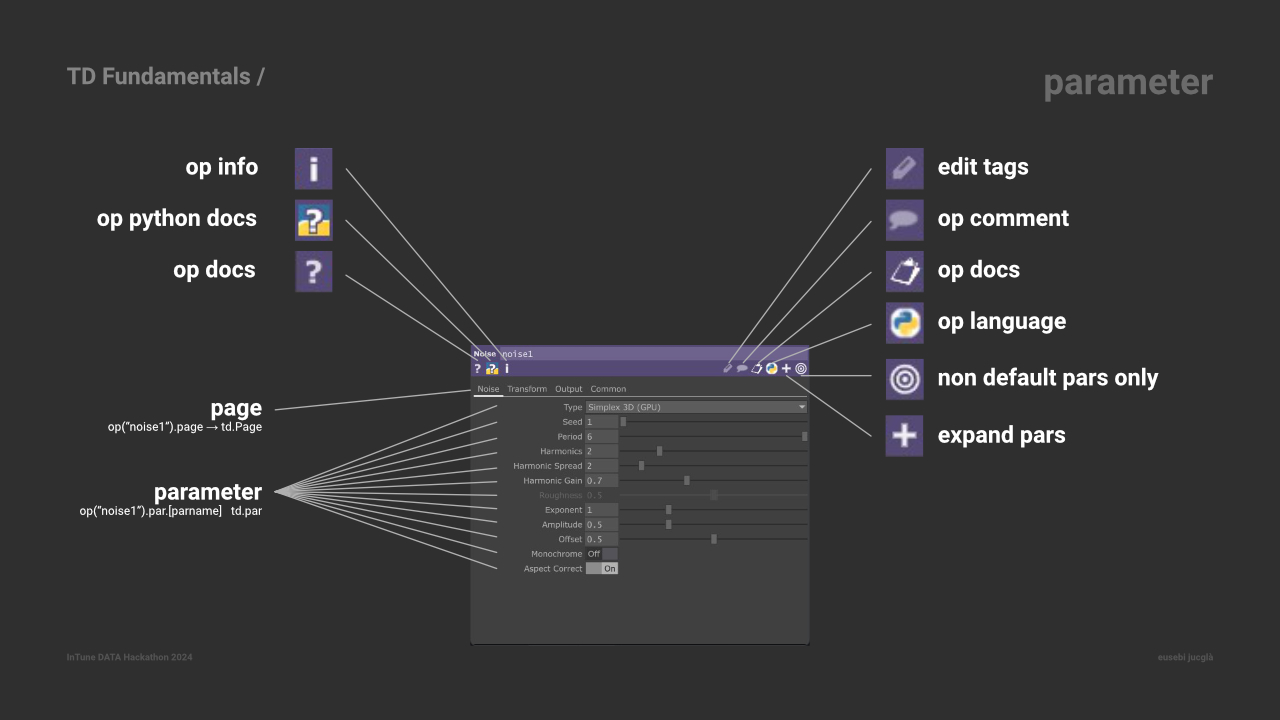 TD Fundamentals /
parameter
op info
op python docs
op docs
page
op("noise1").page → td.Page
parameter
op("noise1").par.[parname] td.par
edit tags
op comment
op docs
op language
non default pars only
expand pars
Noise noise1
? ? i
Noise Transform Output Common
Type Simplex 3D (GPU)
Seed 1
Period 6
Harmonics 2
Harmonic Spread 2
Harmonic Gain 0.7
Roughness 0.5
Exponent 1
Amplitude 0.5
Offset 0.5
Monochrome Off
Aspect Correct On
InTune DATA Hackathon 2024
eusebi jucglà